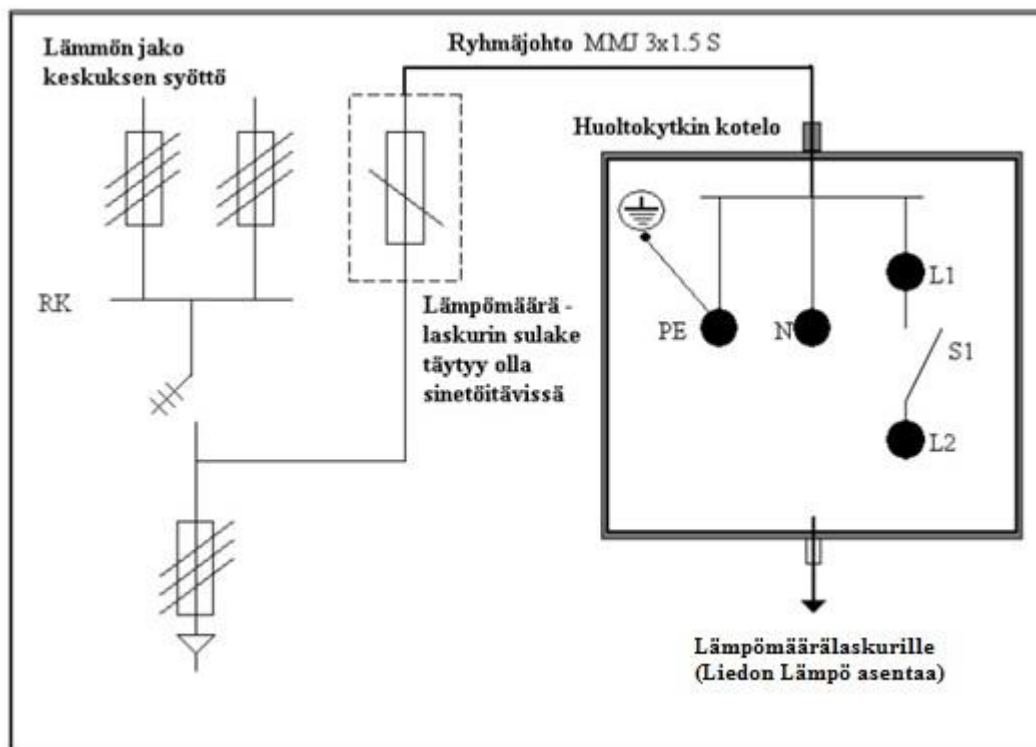 Lämmön jako
keskuksen syöttö
Ryhmäjohto MMJ 3x1.5 S
Huoltokytkin kotelo
RK
Lämpömäärä -
laskurin sulake
täytyy olla
sinetöitävissä
PE
N
L1
S1
L2
Lämpömäärälaskurille
(Liedon Lämpö asentaa)